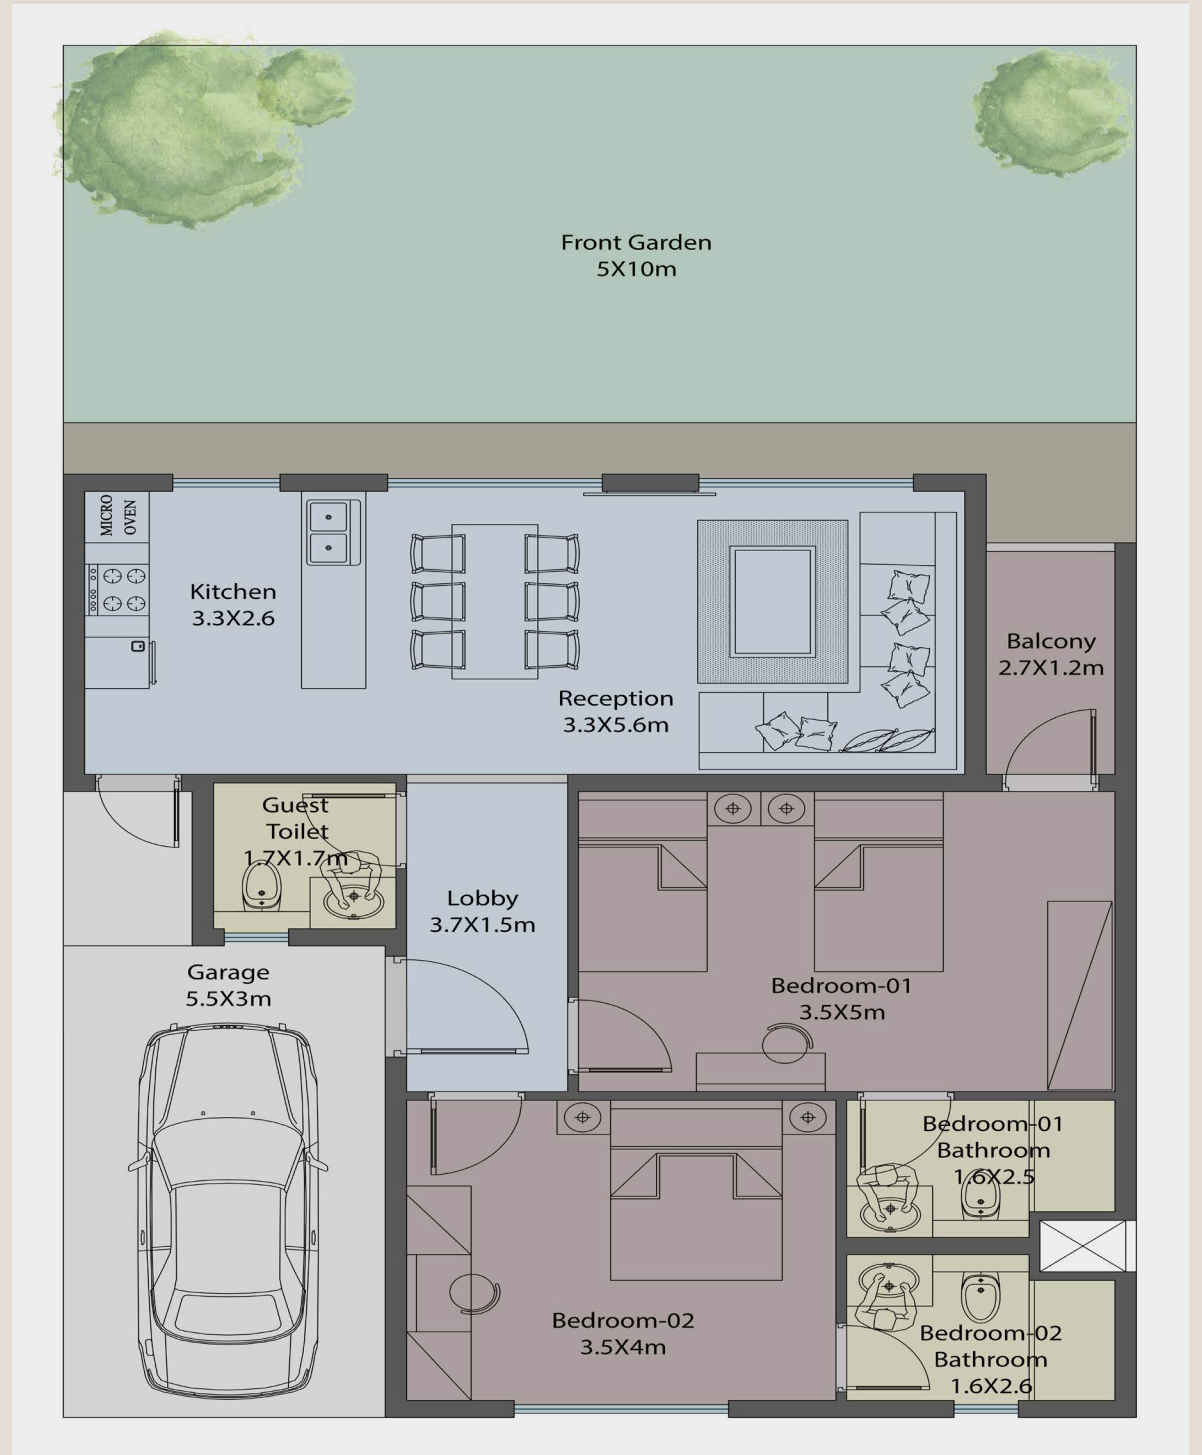 Front Garden
5X10m
MICRO
OVEN
Kitchen
3.3X2.6
Reception
3.3X5.6m
Balcony
2.7X1.2m
Guest
Toilet
1.7X1.7m
Lobby
3.7X1.5m
Garage
5.5X3m
Bedroom-01
3.5X5m
Bedroom-01
Bathroom
1.6X2.5
Bedroom-02
3.5X4m
Bedroom-02
Bathroom
1.6X2.6